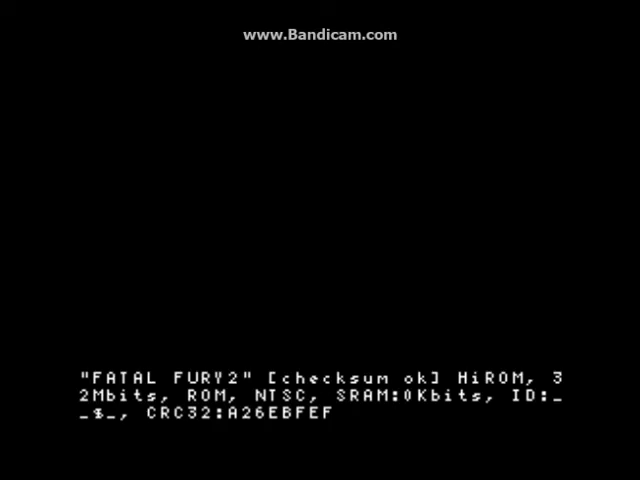 www.Bandicam.com
"FATAL FURY2" [checksum ok] HiROM, 3
2Mbits, ROM, NTSC, SRAM:0Kbits, ID:_
_$_, CRC32:A26EBFEF